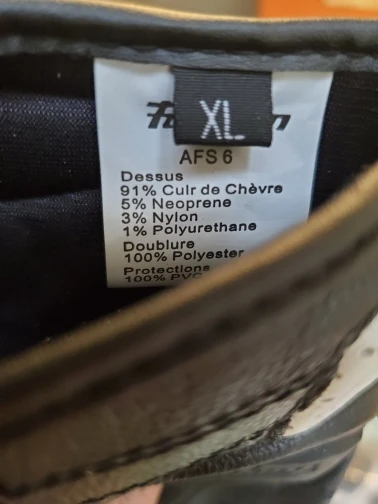 XL
AFS 6
Dessus
91% Cuir de Chèvre
5% Neoprene
3% Nylon
1% Polyurethane
Doublure
100% Polyester
Protections
100% PVC